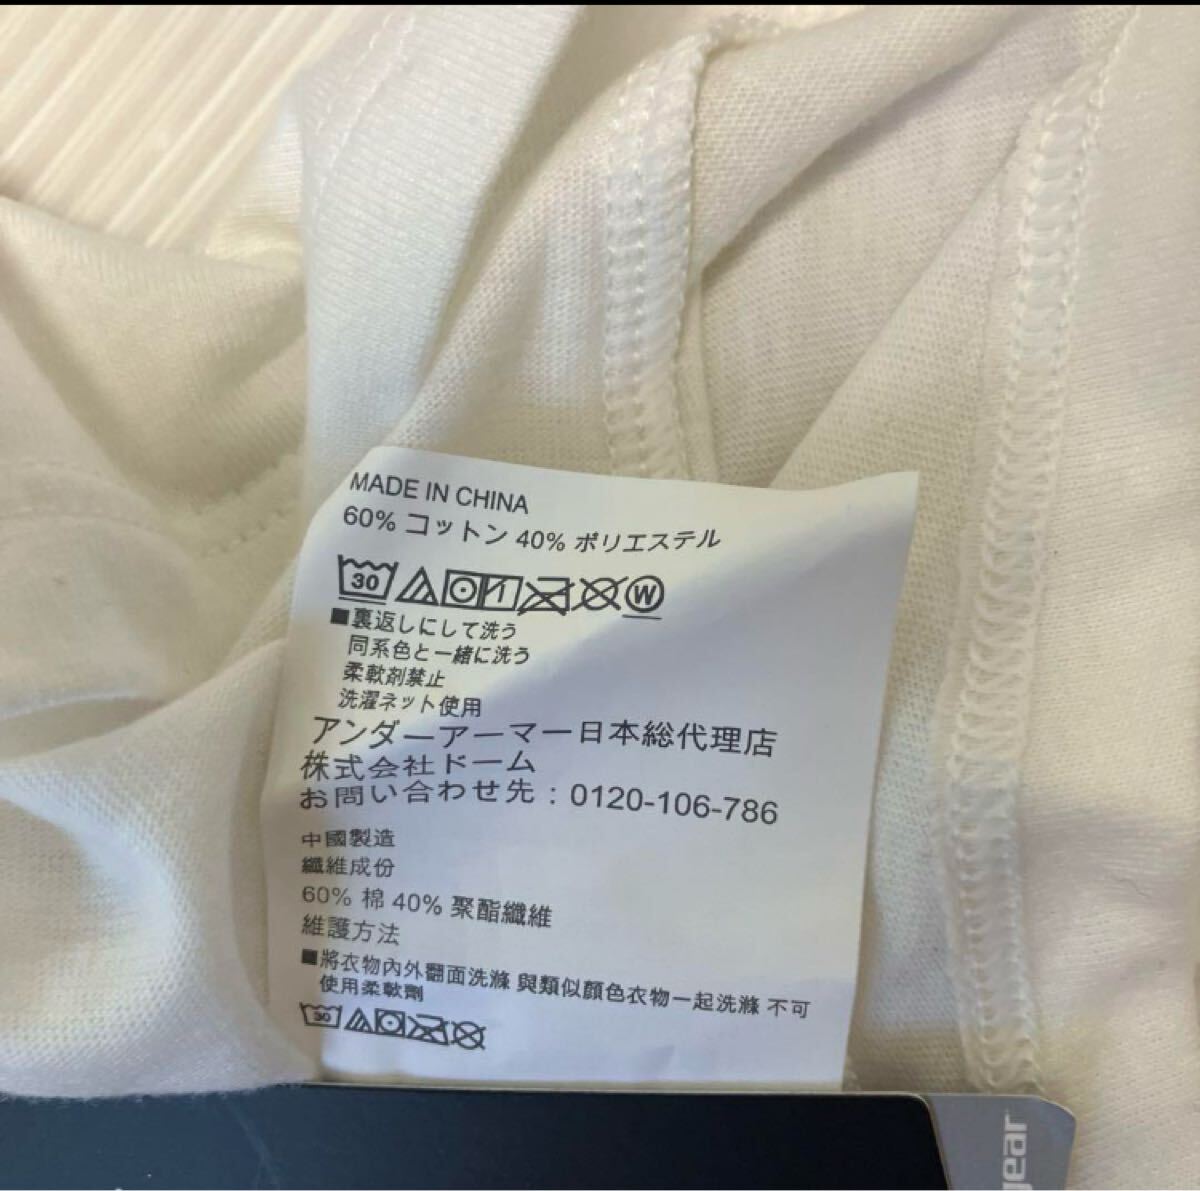 MADE IN CHINA
60% コットン 40% ポリエステル
30 W
■裏返しにして洗う
同系色と一緒に洗う
柔軟剤禁止
洗濯ネット使用
アンダーアーマー日本総代理店
株式会社ドーム
お問い合わせ先：0120-106-786
中國製造
纖維成份
60% 棉 40% 聚酯纖維
維護方法
■將衣物內外翻面洗滌 與類似顏色衣物一起洗滌 不可
使用柔軟劑
30
gear